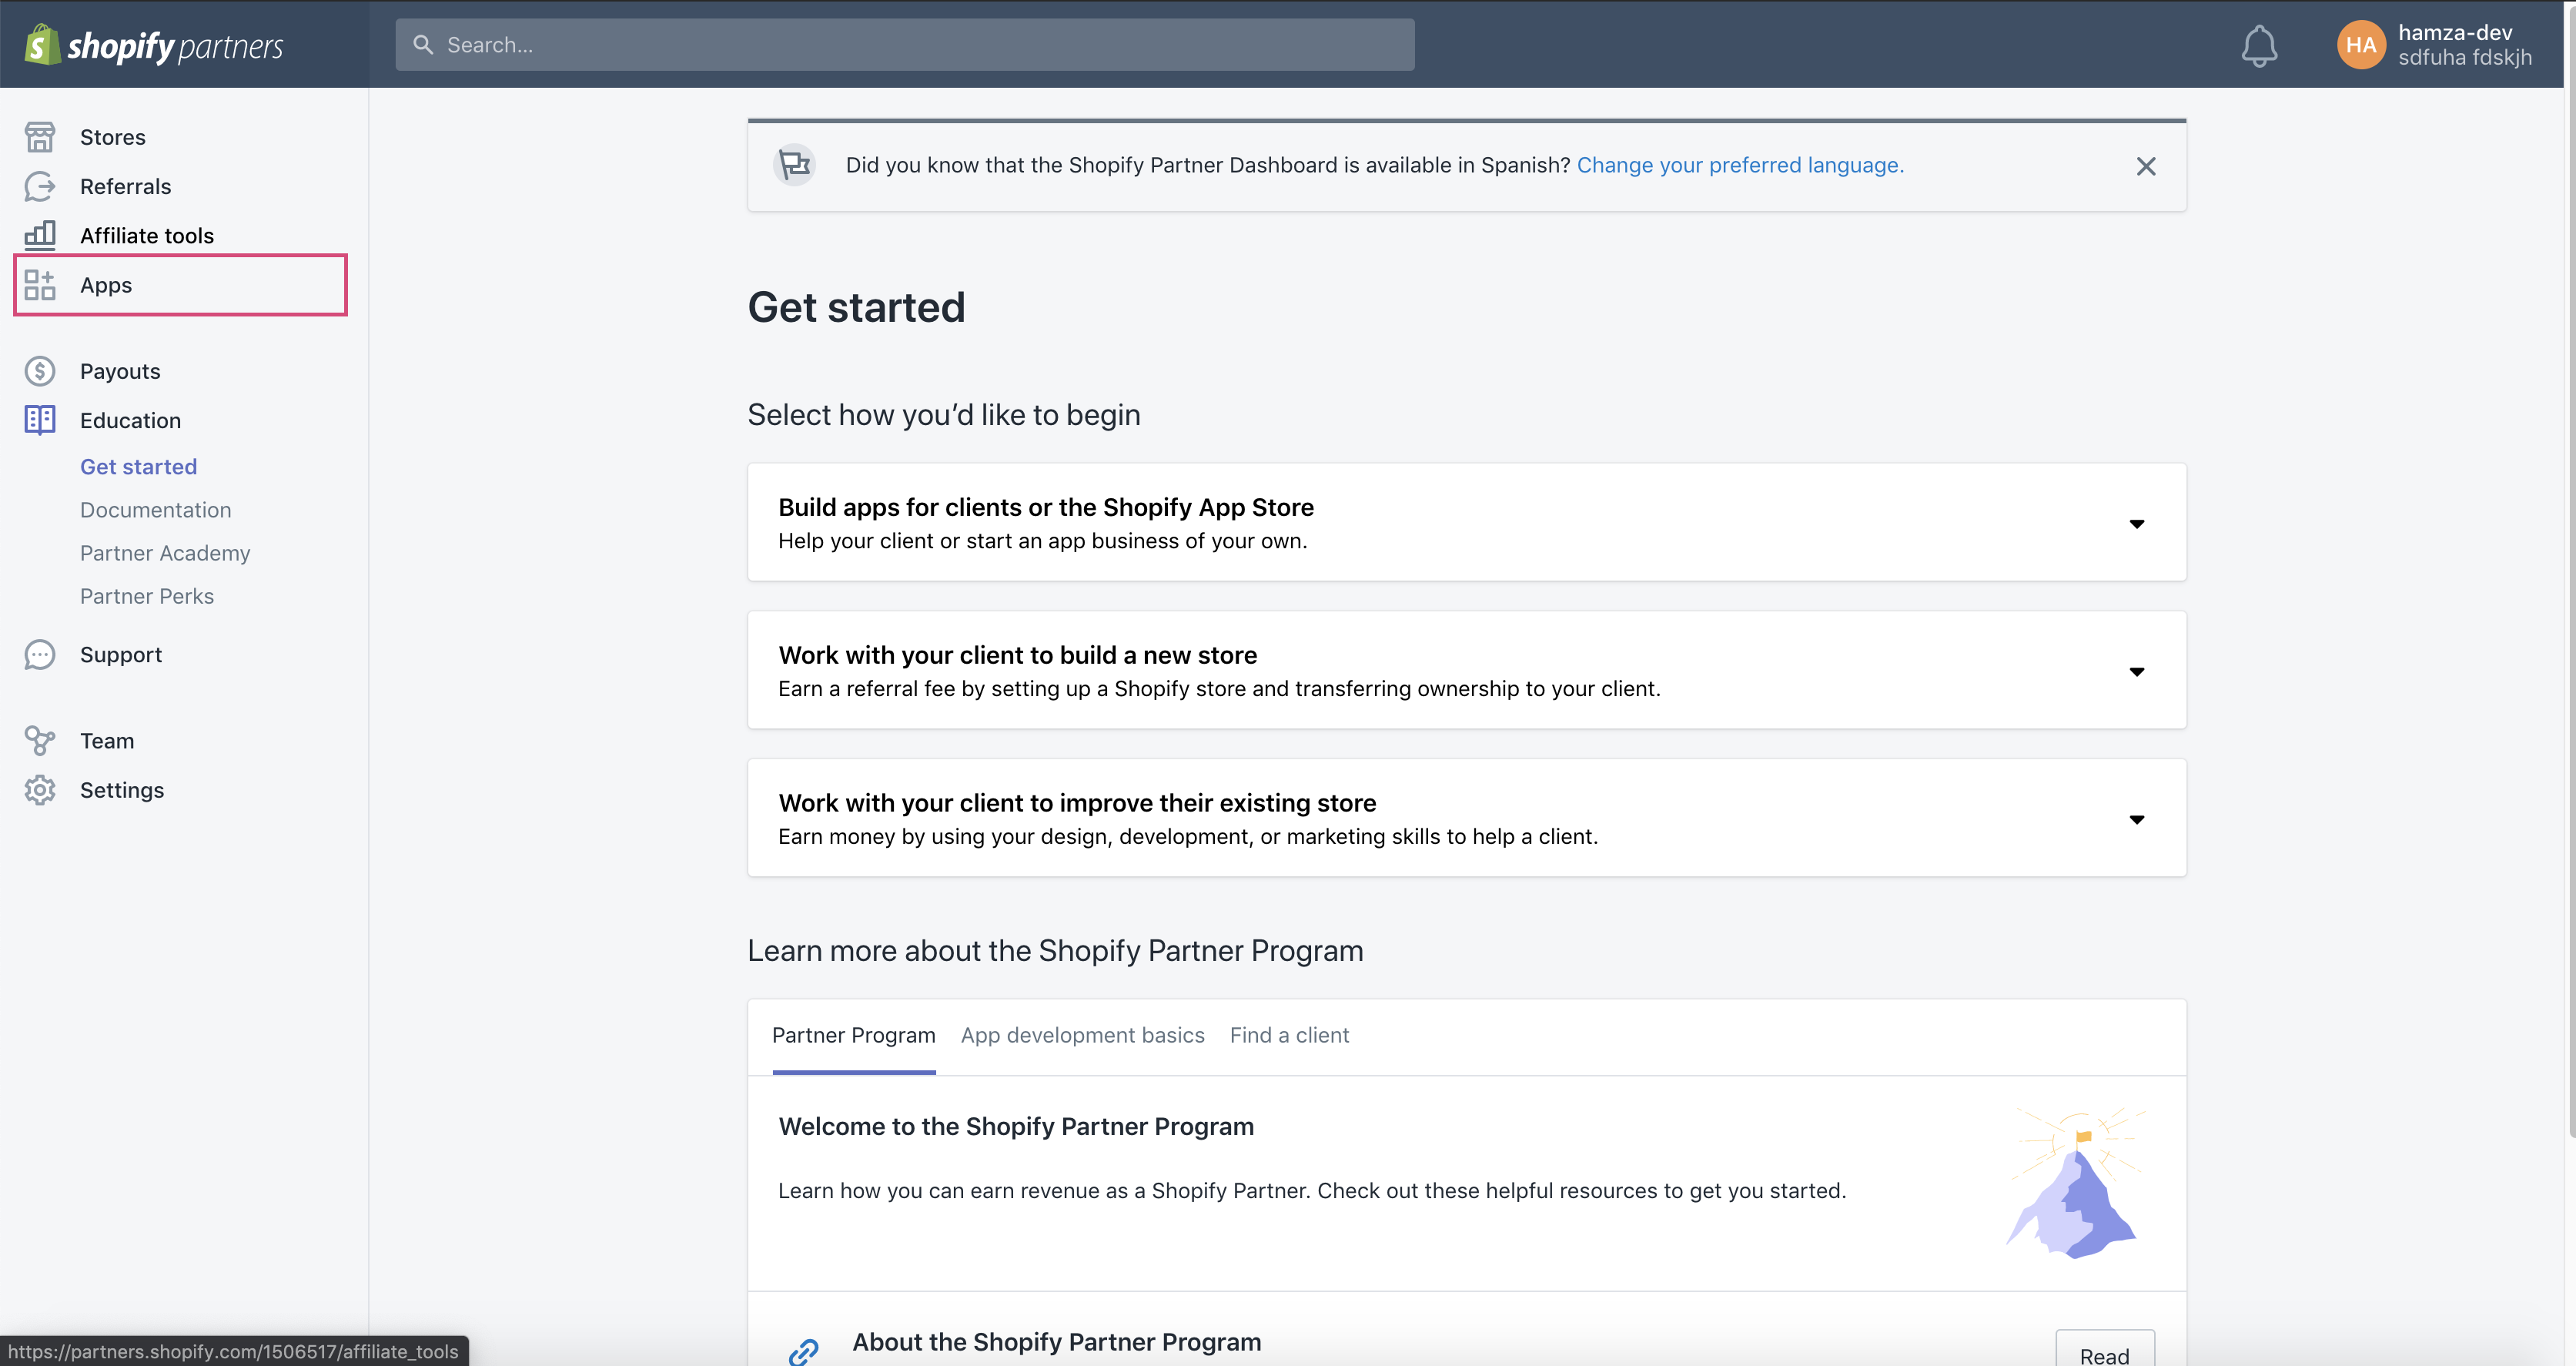 shopify partners
Search...
HA
hamza-dev
sdfuha fdskjh
Stores
Referrals
Affiliate tools
Apps
Payouts
Education
Get started
Documentation
Partner Academy
Partner Perks
Support
Team
Settings
Did you know that the Shopify Partner Dashboard is available in Spanish? Change your preferred language.
Get started
Select how you’d like to begin
Build apps for clients or the Shopify App Store
Help your client or start an app business of your own.
Work with your client to build a new store
Earn a referral fee by setting up a Shopify store and transferring ownership to your client.
Work with your client to improve their existing store
Earn money by using your design, development, or marketing skills to help a client.
Learn more about the Shopify Partner Program
Partner Program App development basics Find a client
Welcome to the Shopify Partner Program
Learn how you can earn revenue as a Shopify Partner. Check out these helpful resources to get you started.
About the Shopify Partner Program
Read
https://partners.shopify.com/1506517/affiliate_tools